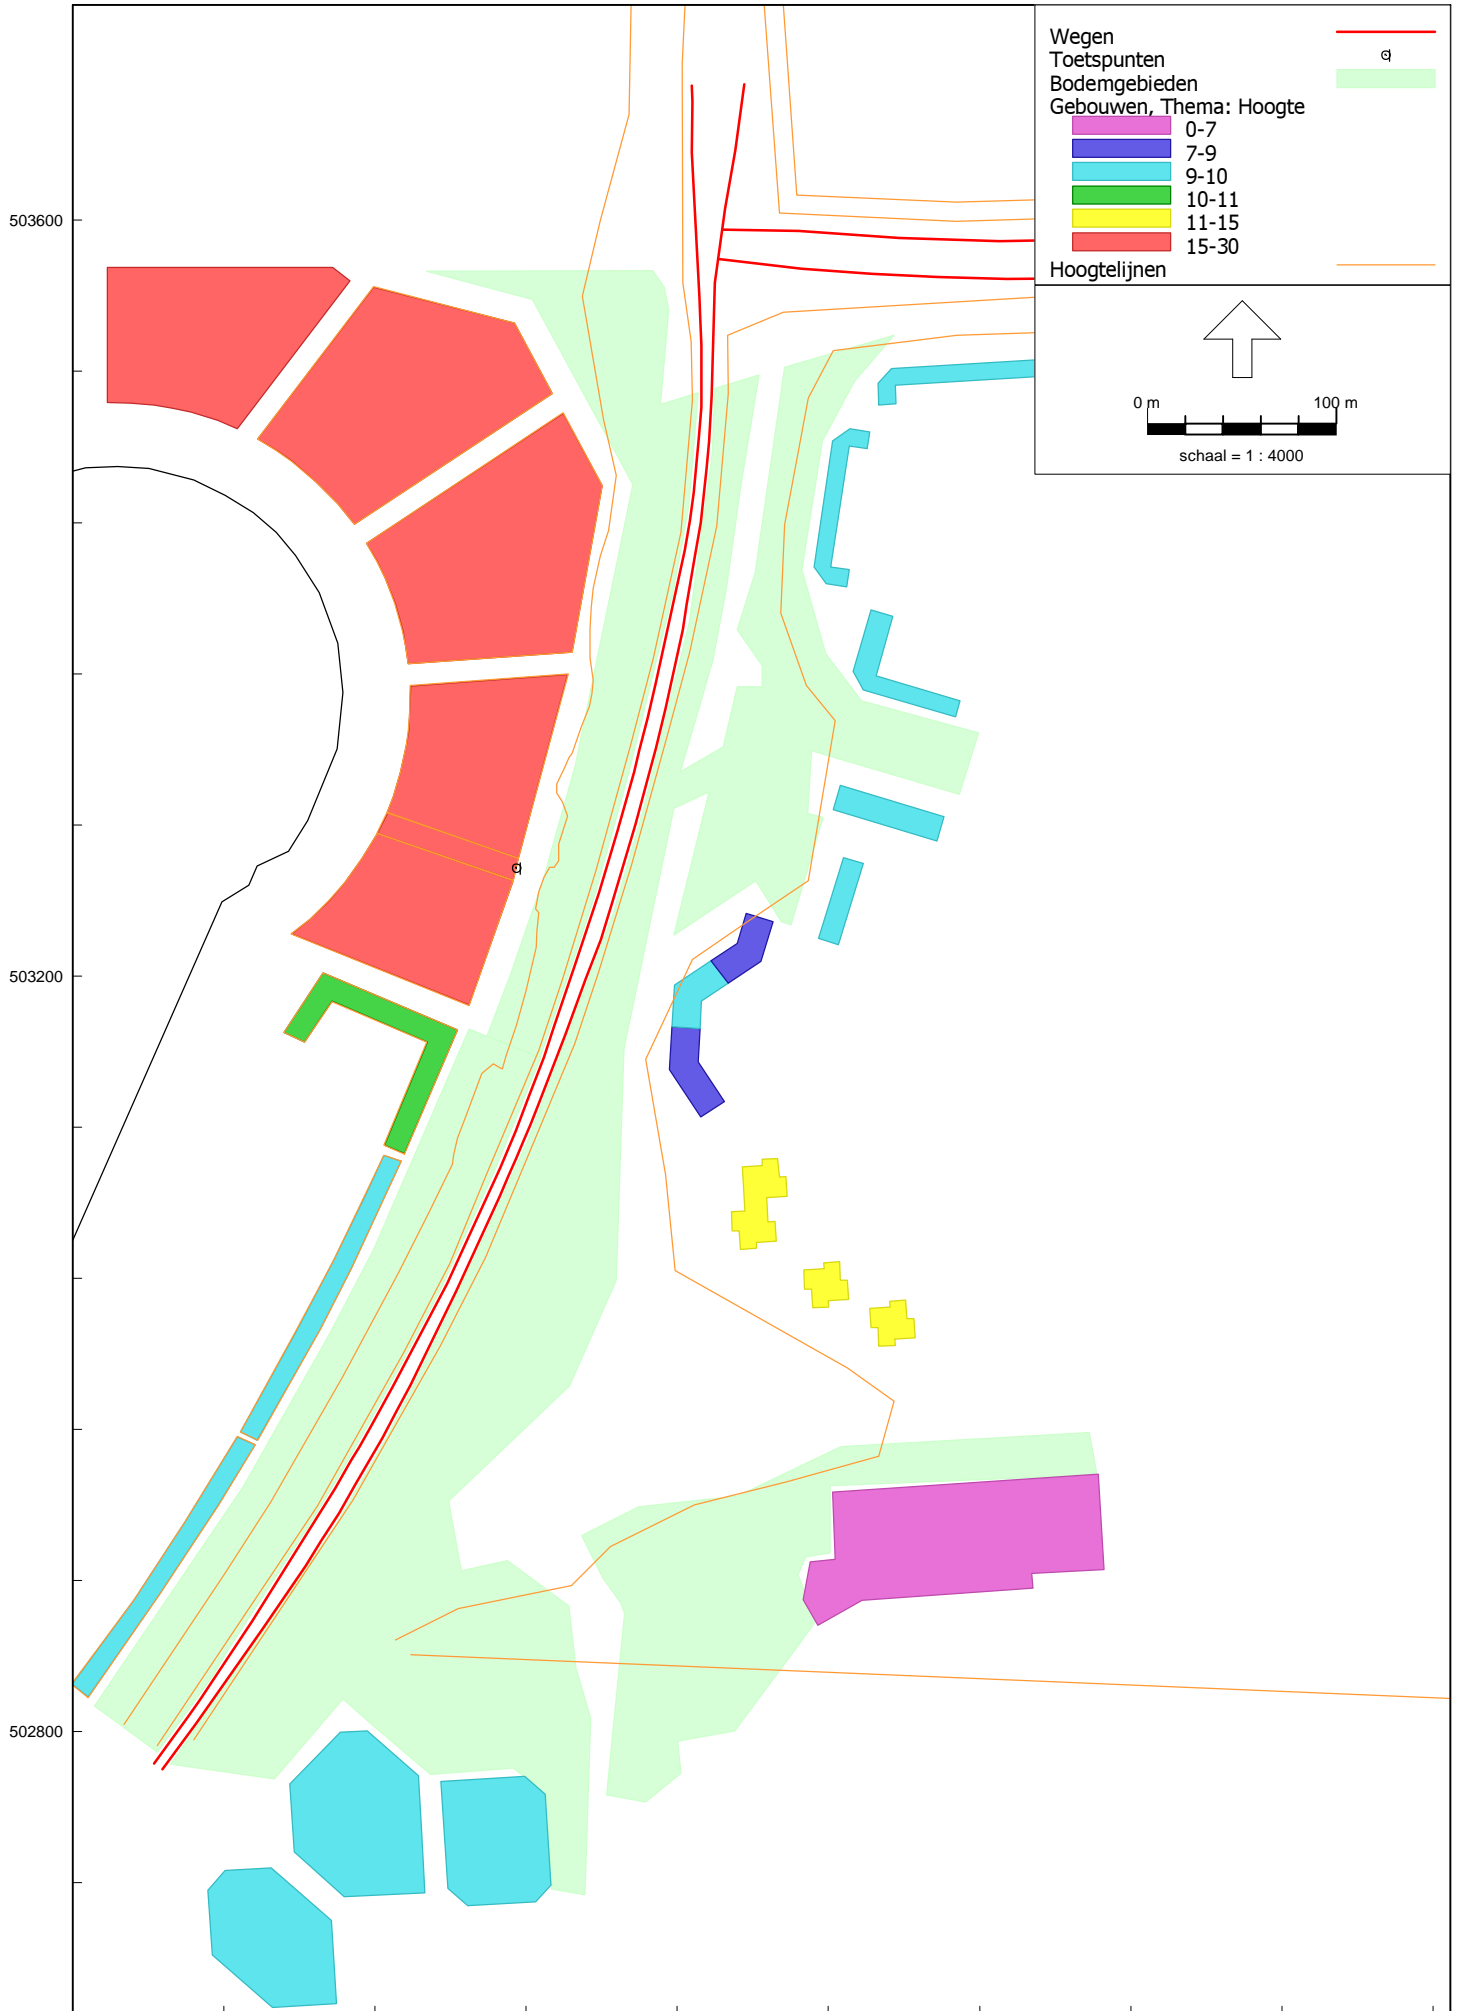 Wegen
Toetspunten
Bodemgebieden
Gebouwen, Thema: Hoogte
0-7
7-9
9-10
10-11
11-15
15-30
Hoogtelijnen
0 m 100 m
schaal = 1 : 4000
503600
503200
502800